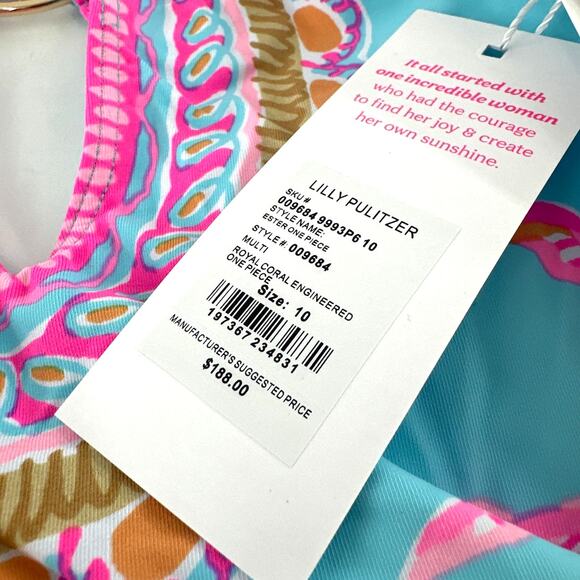 It all started with
one incredible woman
who had the courage
to find her joy & create
her own sunshine.
LILLY PULITZER
SKU #
009684 9993P6 10
STYLE NAME:
ESTER ONE PIECE
STYLE #: 009684
MULTI
ROYAL CORAL ENGINEERED
ONE PIECE
Size: 10
197367 234831
MANUFACTURER'S SUGGESTED PRICE
$188.00